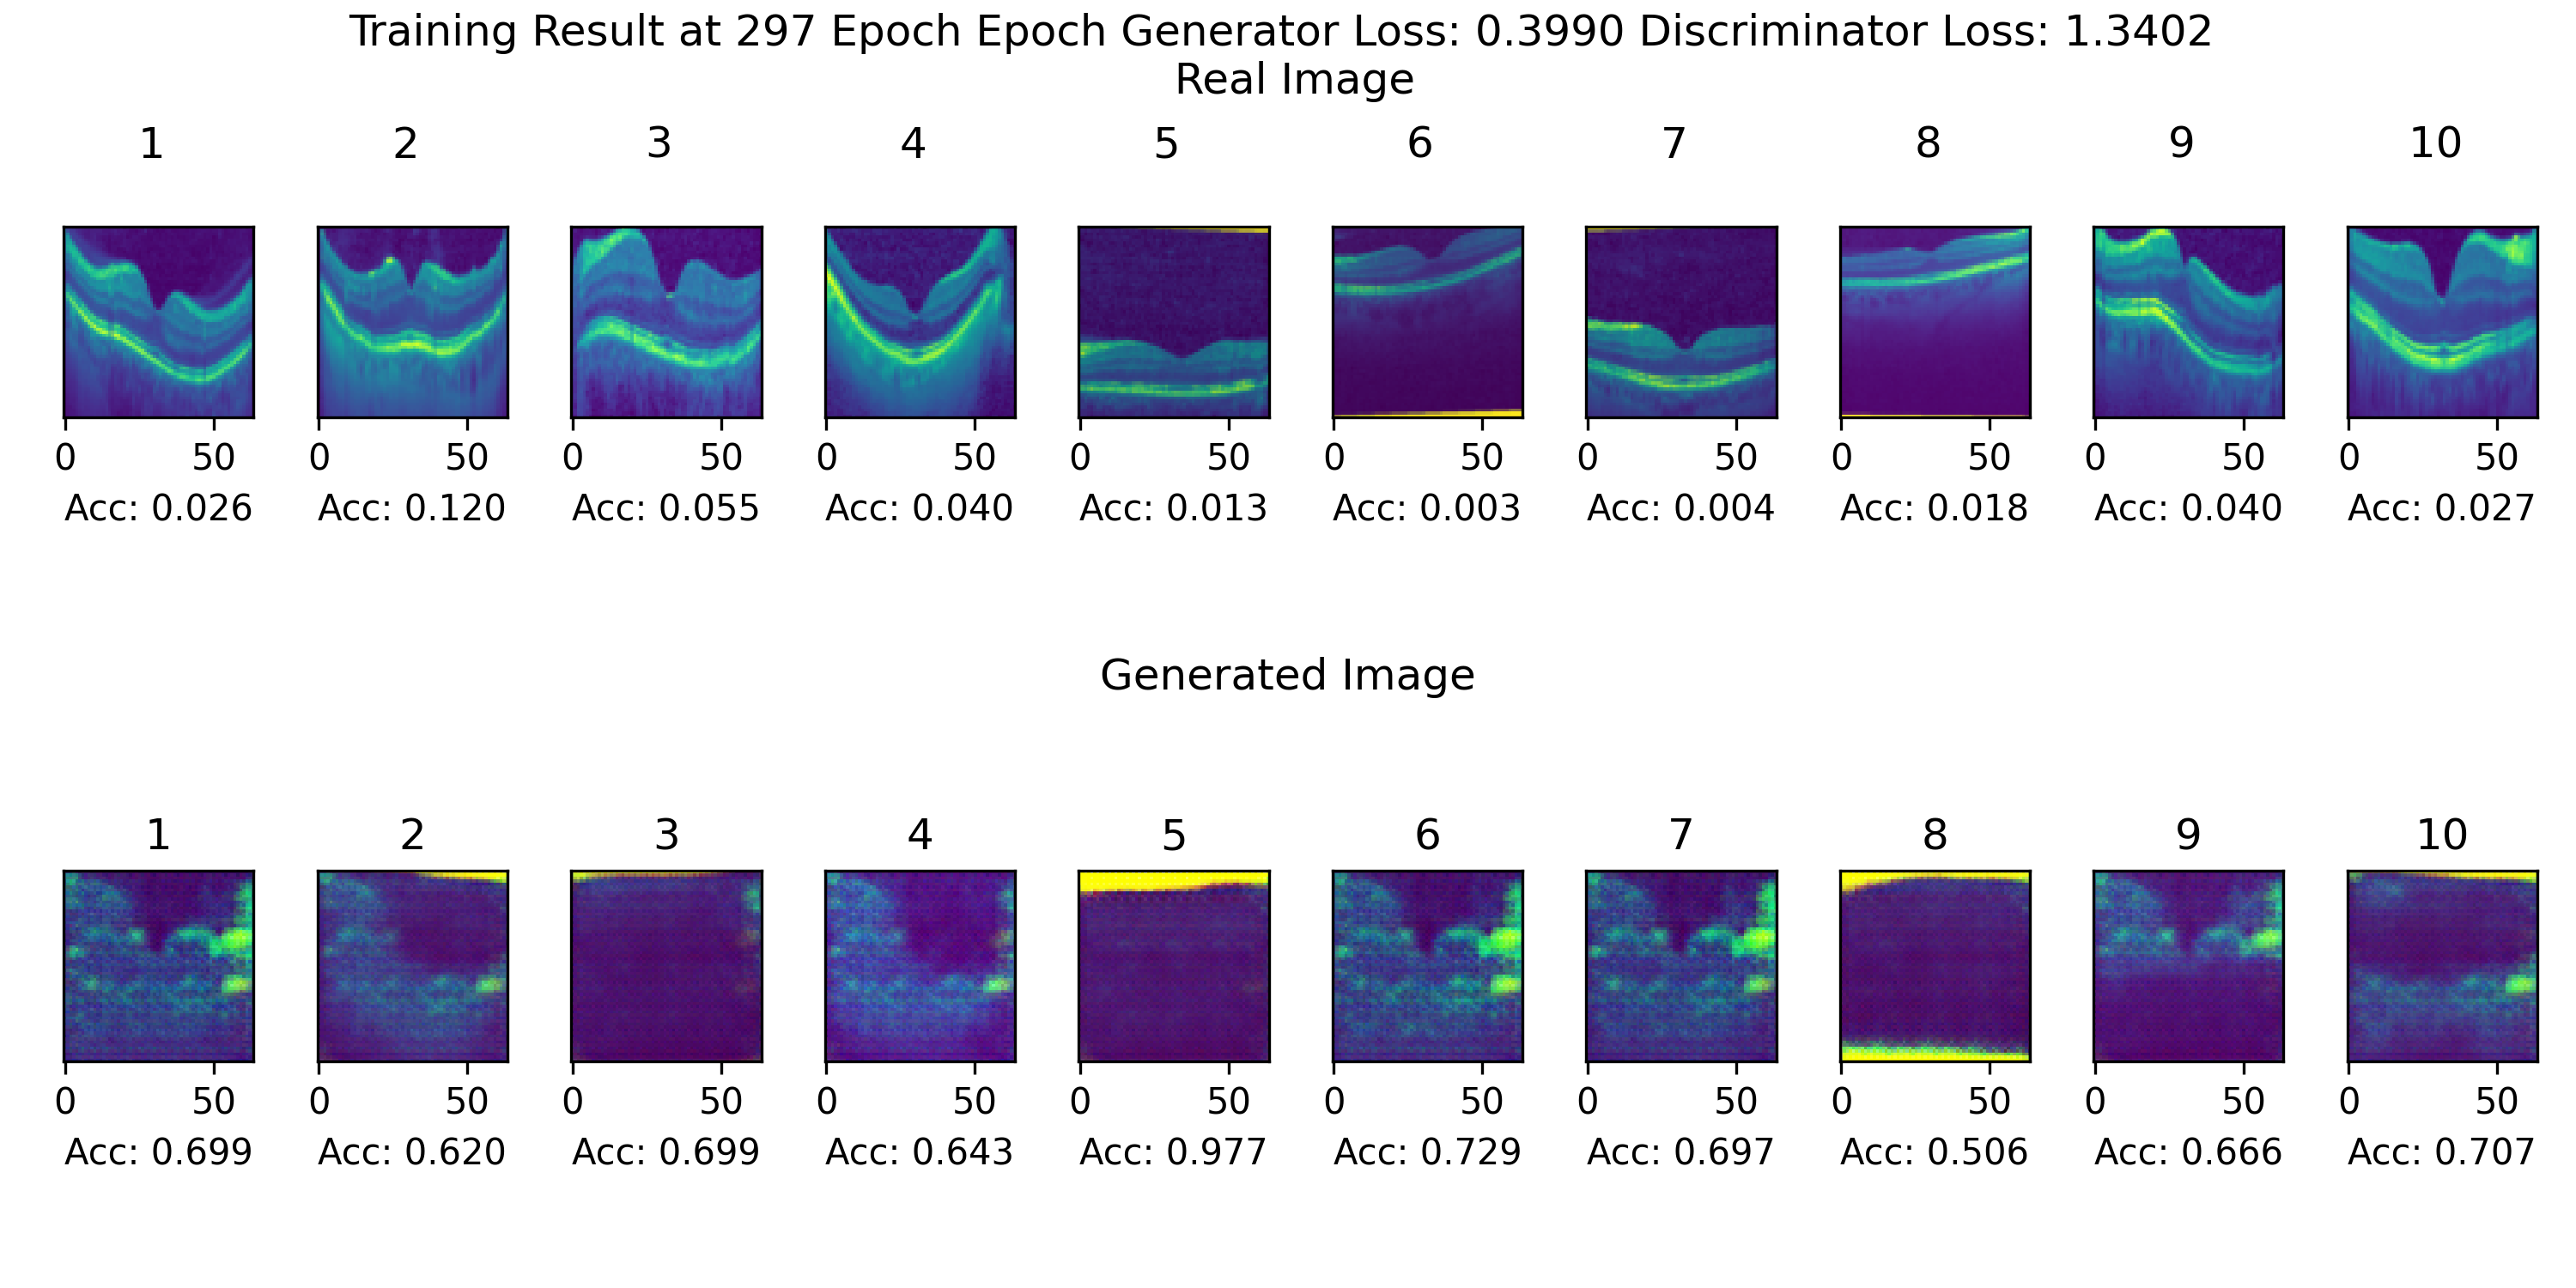 Training Result at 297 Epoch Epoch Generator Loss: 0.3990 Discriminator Loss: 1.3402
Real Image
1 2 3 4 5 6 7 8 9 10
0 50 0 50 0 50 0 50 0 50 0 50 0 50 0 50 0 50 0 50
Acc: 0.026 Acc: 0.120 Acc: 0.055 Acc: 0.040 Acc: 0.013 Acc: 0.003 Acc: 0.004 Acc: 0.018 Acc: 0.040 Acc: 0.027
Generated Image
1 2 3 4 5 6 7 8 9 10
0 50 0 50 0 50 0 50 0 50 0 50 0 50 0 50 0 50 0 50
Acc: 0.699 Acc: 0.620 Acc: 0.699 Acc: 0.643 Acc: 0.977 Acc: 0.729 Acc: 0.697 Acc: 0.506 Acc: 0.666 Acc: 0.707